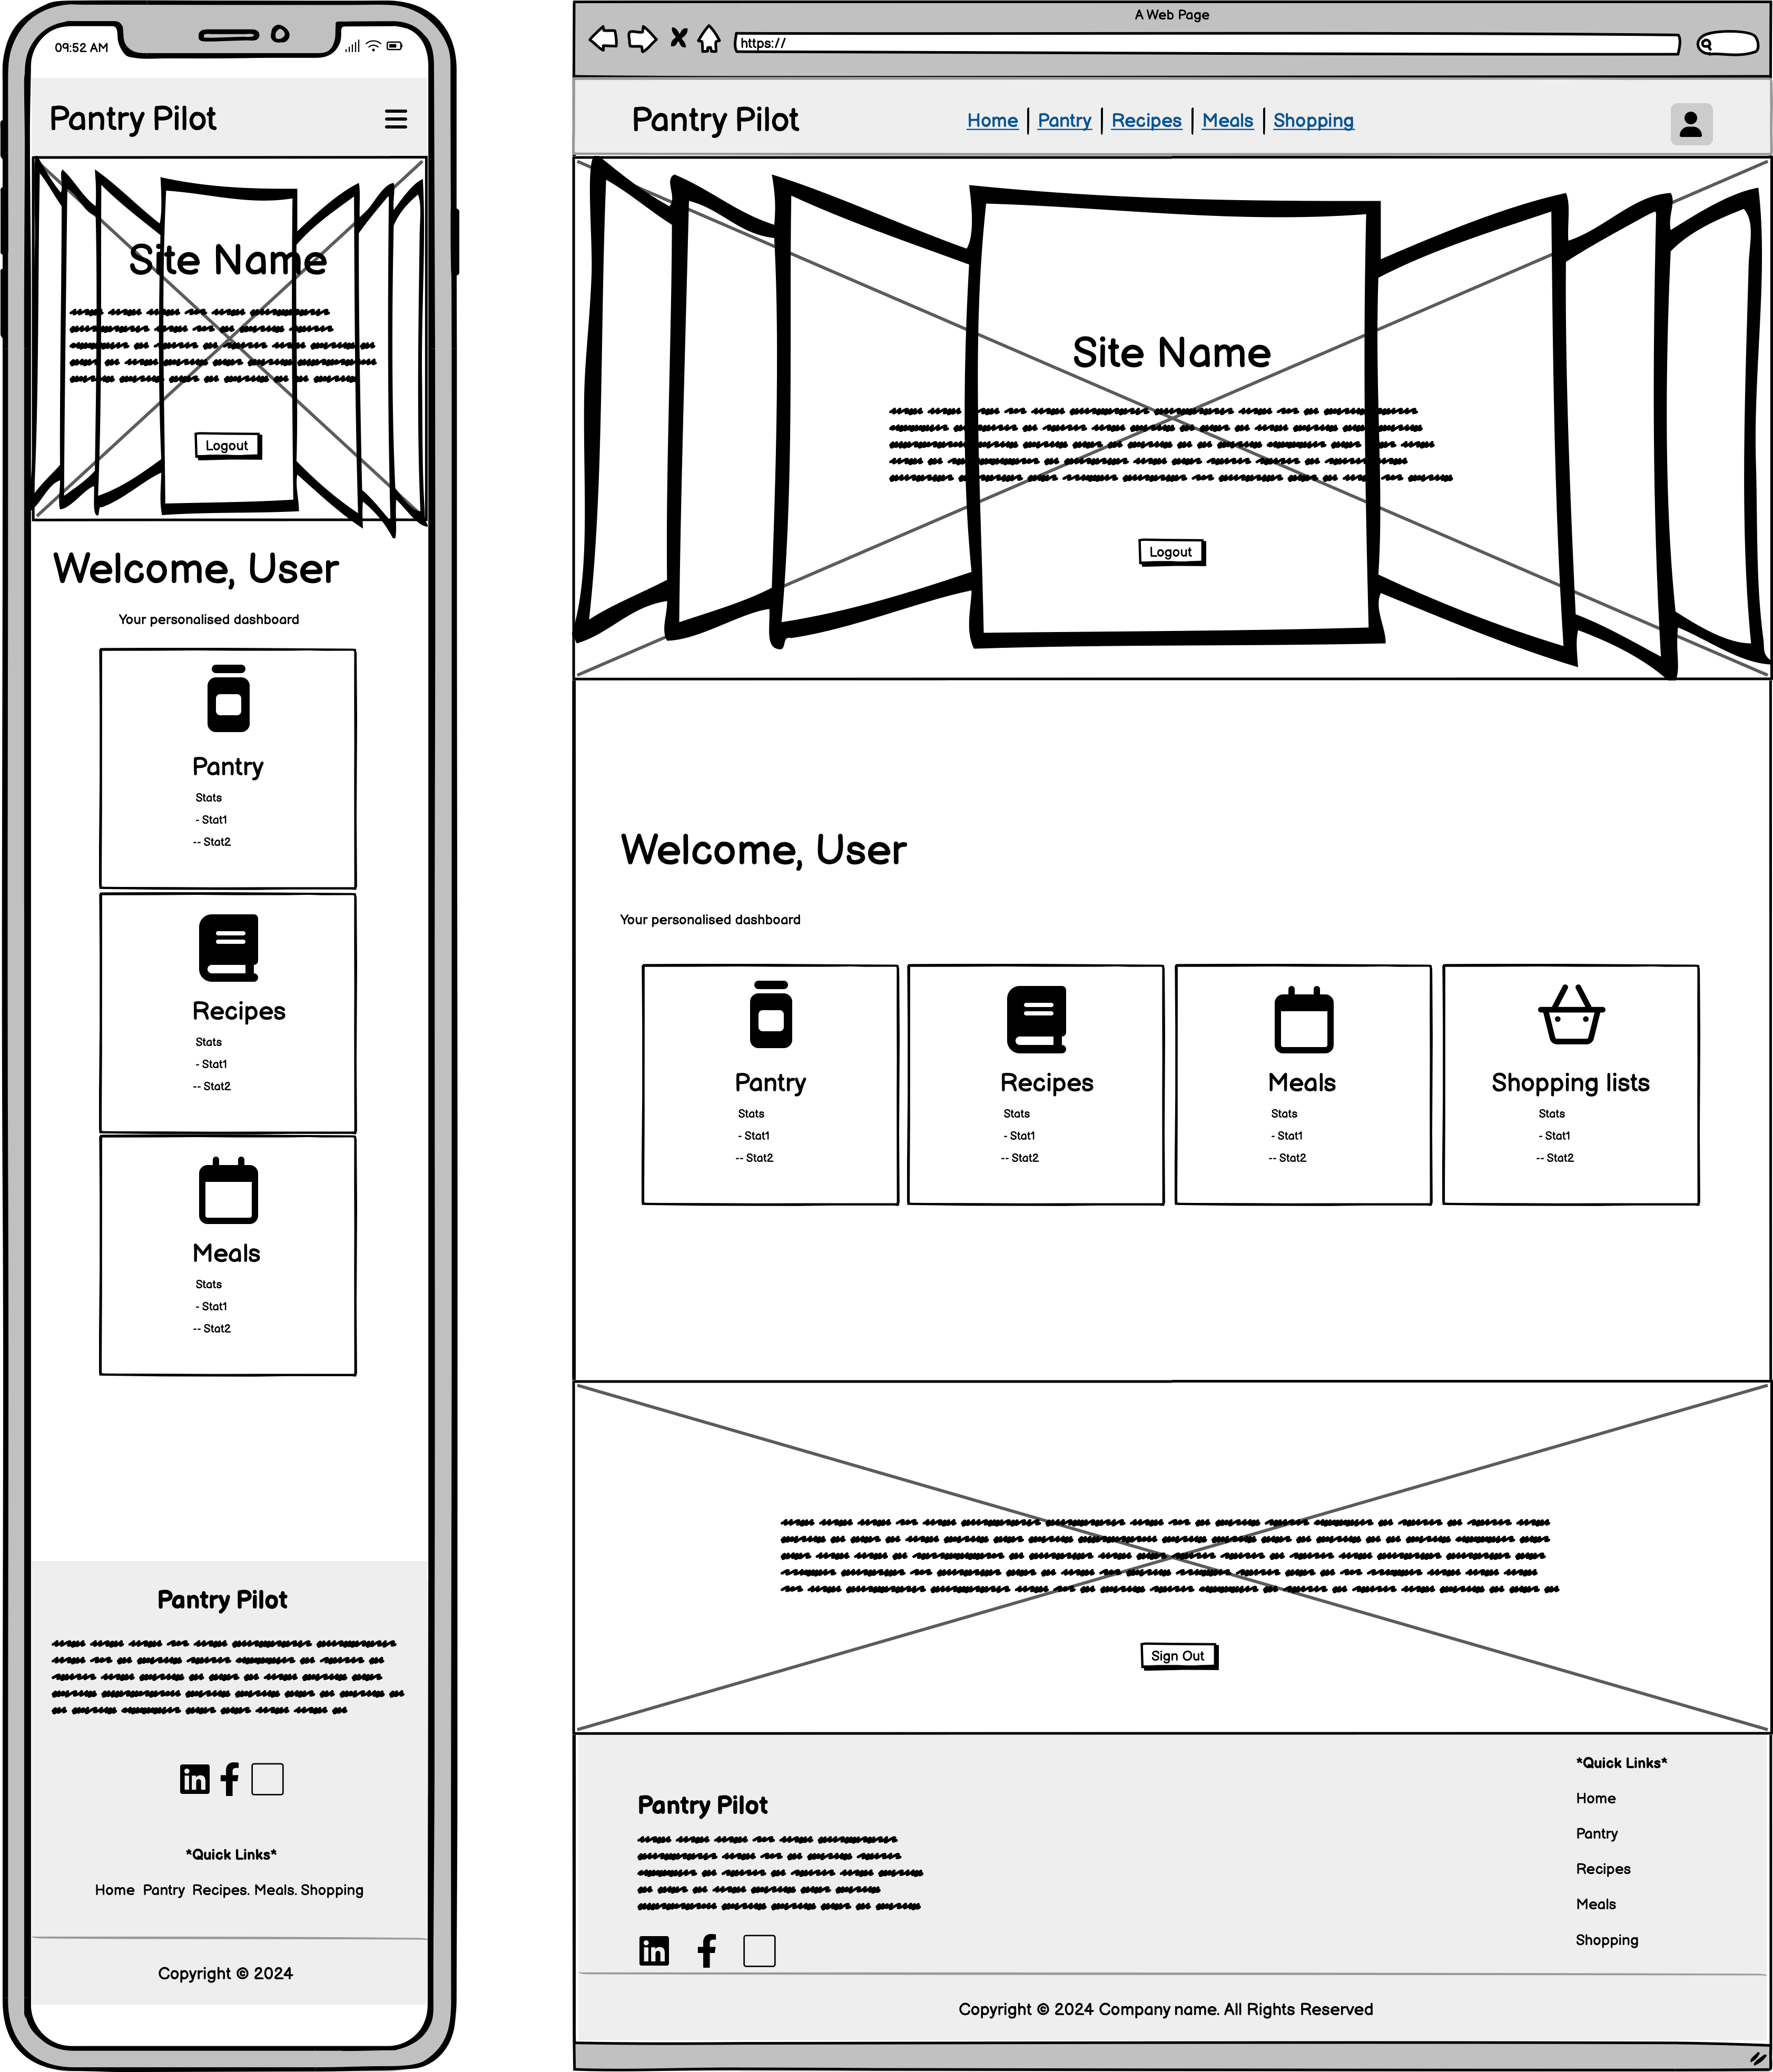 09:52 AM
Pantry Pilot
Site Name
Logout
Welcome, User
Your personalised dashboard
Pantry
Stats
- Stat1
-- Stat2
Recipes
Stats
- Stat1
-- Stat2
Meals
Stats
- Stat1
-- Stat2
Pantry Pilot
in f
*Quick Links*
Home Pantry Recipes. Meals. Shopping
Copyright © 2024
A Web Page
https://
Pantry Pilot
Home | Pantry | Recipes | Meals | Shopping
Site Name
Logout
Welcome, User
Your personalised dashboard
Pantry
Stats
- Stat1
-- Stat2
Recipes
Stats
- Stat1
-- Stat2
Meals
Stats
- Stat1
-- Stat2
Shopping lists
Stats
- Stat1
-- Stat2
Sign Out
Pantry Pilot
in f
*Quick Links*
Home
Pantry
Recipes
Meals
Shopping
Copyright © 2024 Company name. All Rights Reserved